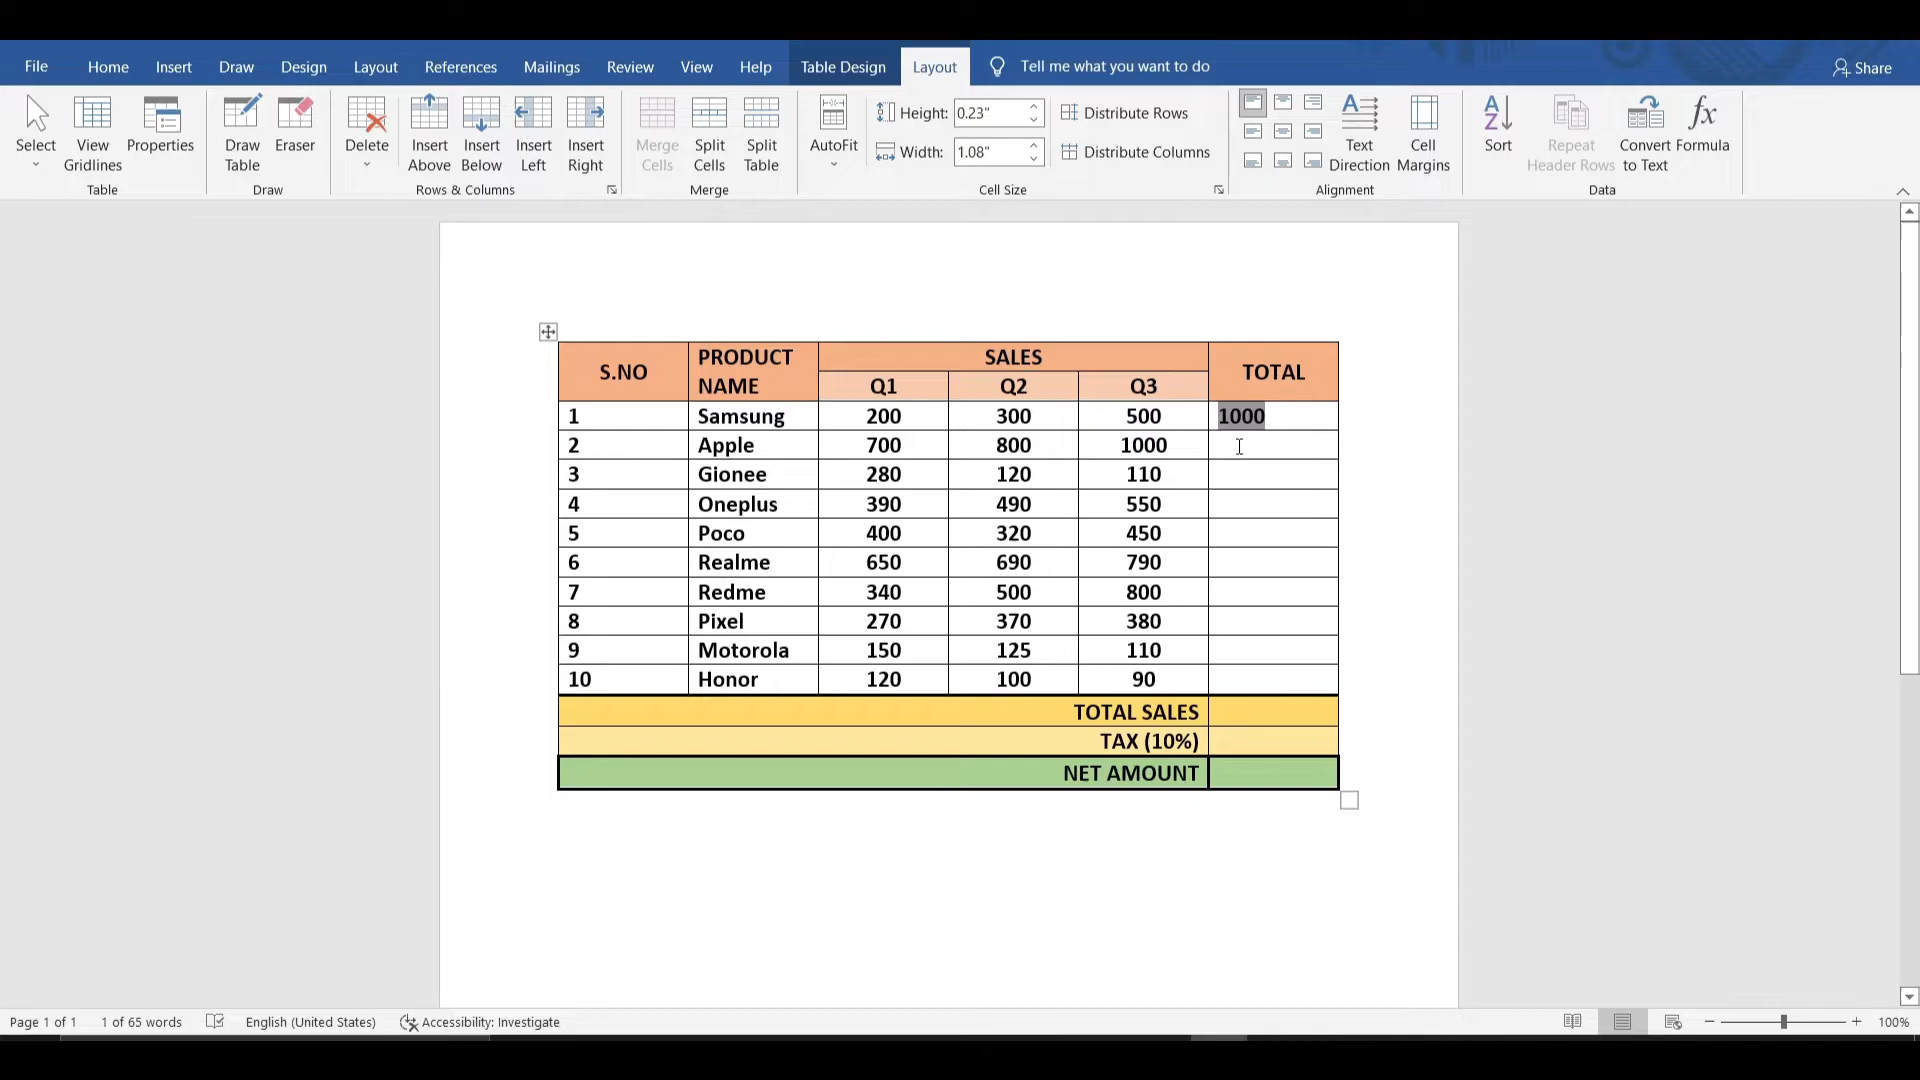 File Home Insert Draw Design Layout References Mailings Review View Help Table Design Layout Tell me what you want to do Share
Select View Gridlines Properties Draw Table Eraser Delete Insert Above Insert Below Insert Left Insert Right Merge Cells Split Cells Split Table AutoFit Height: 0.23" Distribute Rows
Width: 1.08" Distribute Columns
Text Direction Cell Margins Sort Repeat Header Rows Convert to Text Formula
Table Draw Rows & Columns Merge Cell Size Alignment Data
S.NO PRODUCT NAME SALES TOTAL
Q1 Q2 Q3
1 Samsung 200 300 500 1000
2 Apple 700 800 1000
3 Gionee 280 120 110
4 Oneplus 390 490 550
5 Poco 400 320 450
6 Realme 650 690 790
7 Redme 340 500 800
8 Pixel 270 370 380
9 Motorola 150 125 110
10 Honor 120 100 90
TOTAL SALES
TAX (10%)
NET AMOUNT
Page 1 of 1 1 of 65 words English (United States) Accessibility: Investigate 100%